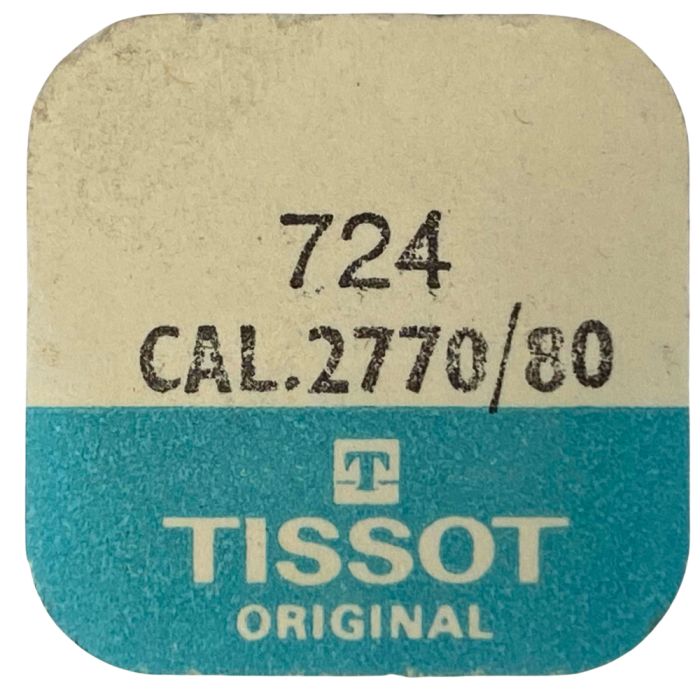 724
CAL.2770/80
T
TISSOT
ORIGINAL